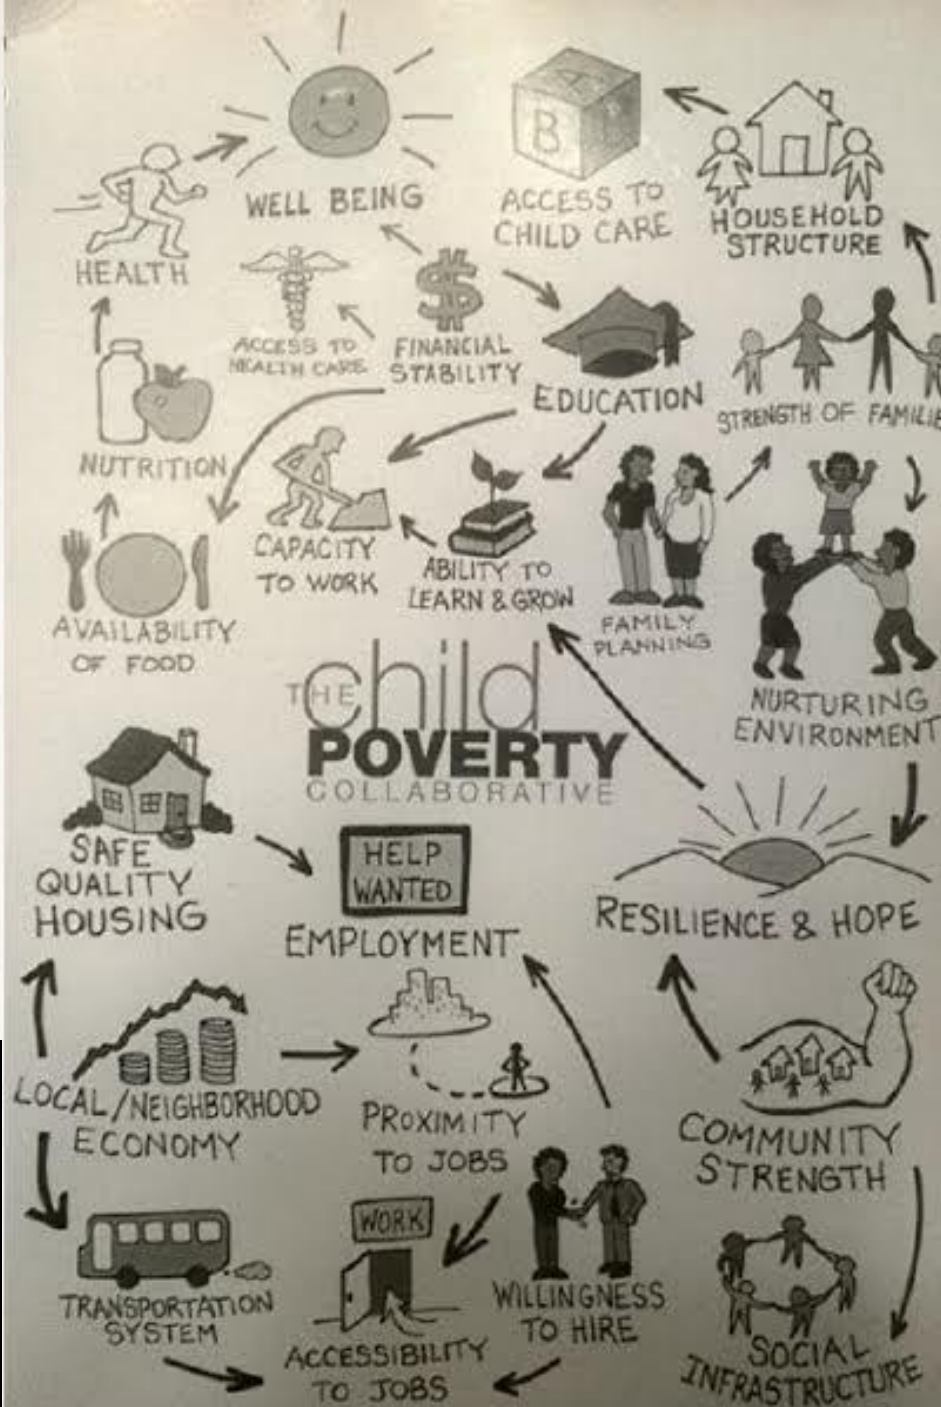 WELL BEING
A
B
ACCESS TO
CHILD CARE
HOUSEHOLD
STRUCTURE
HEALTH
ACCESS TO
HEALTH CARE
$
FINANCIAL
STABILITY
EDUCATION
STRENGTH OF FAMILIE
NUTRITION
CAPACITY
TO WORK
ABILITY TO
LEARN & GROW
FAMILY
PLANNING
AVAILABILITY
OF FOOD
NURTURING
ENVIRONMENT
THE child
POVERTY
COLLABORATIVE
SAFE
QUALITY
HOUSING
HELP
WANTED
EMPLOYMENT
RESILIENCE & HOPE
LOCAL/NEIGHBORHOOD
ECONOMY
PROXIMITY
TO JOBS
COMMUNITY
STRENGTH
TRANSPORTATION
SYSTEM
WORK
ACCESSIBILITY
TO JOBS
WILLINGNESS
TO HIRE
SOCIAL
INFRASTRUCTURE